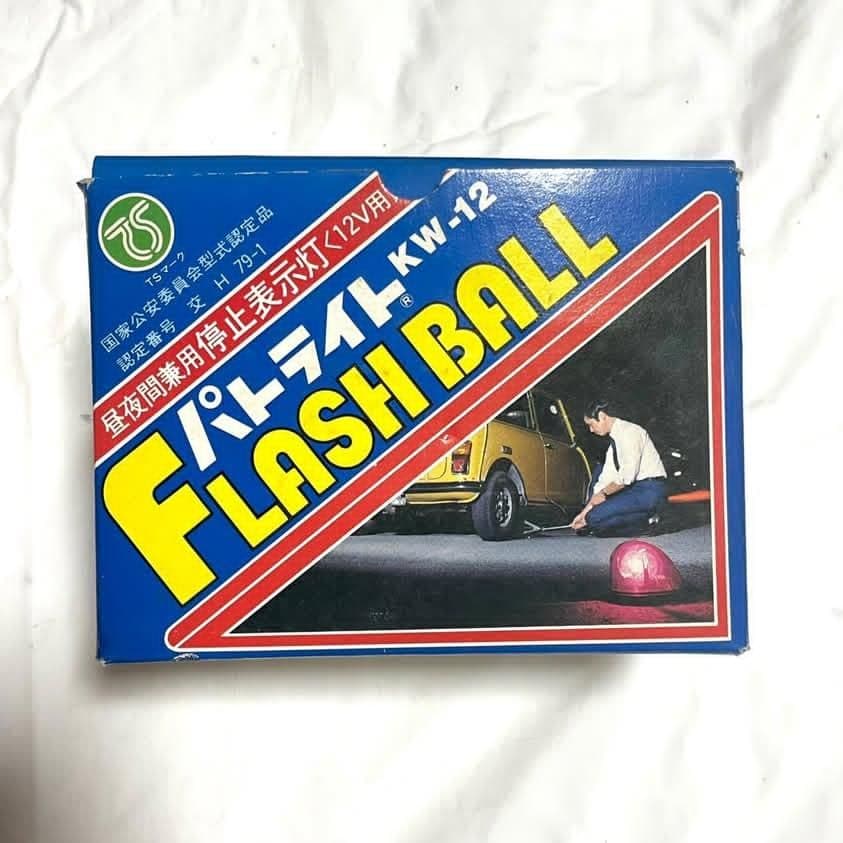 TS
TSマーク
国家公安委員会型式認定品
認定番号 交 H 79-1
昼夜間兼用停止表示灯〈12V用〉
パトライト® KW-12
FLASH BALL